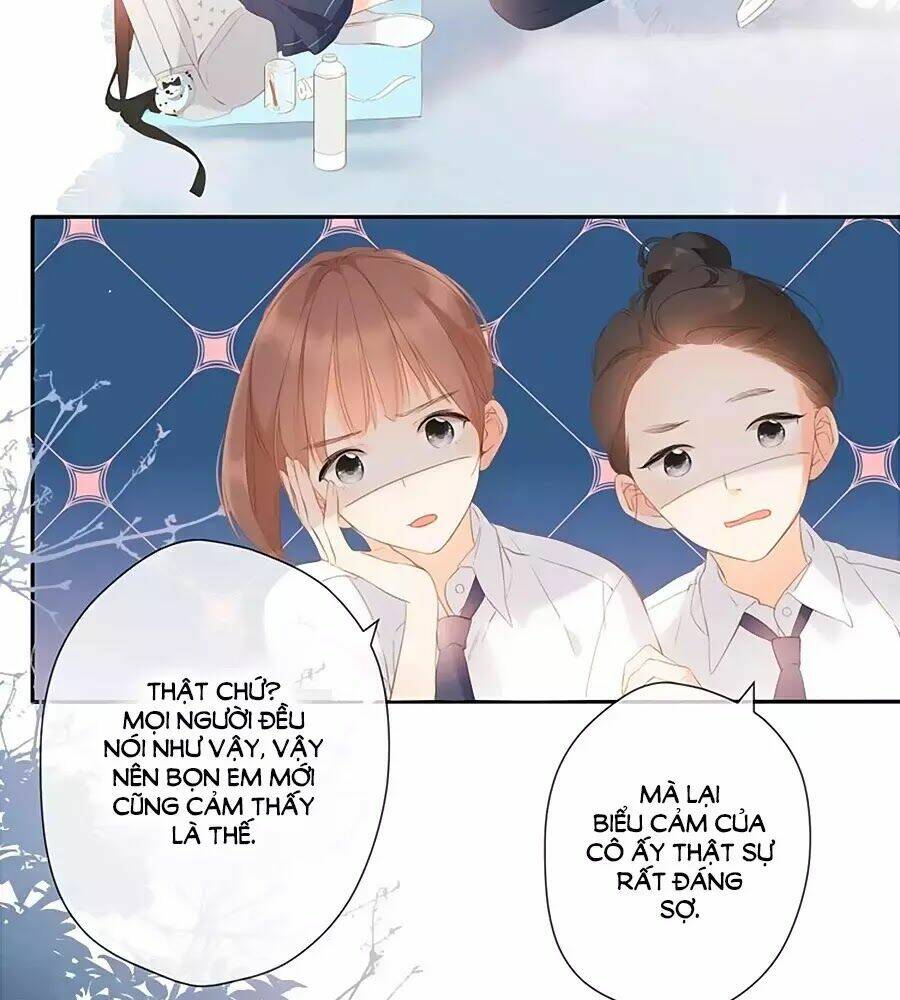 THẬT CHỨ?
MỌI NGƯỜI ĐỀU
NÓI NHƯ VẬY, VẬY
NÊN BỌN EM MỚI
CŨNG CẢM THẤY
LÀ THẾ.
MÀ LẠI
BIỂU CẢM CỦA
CÔ ẤY THẬT SỰ
RẤT ĐÁNG
SỢ.